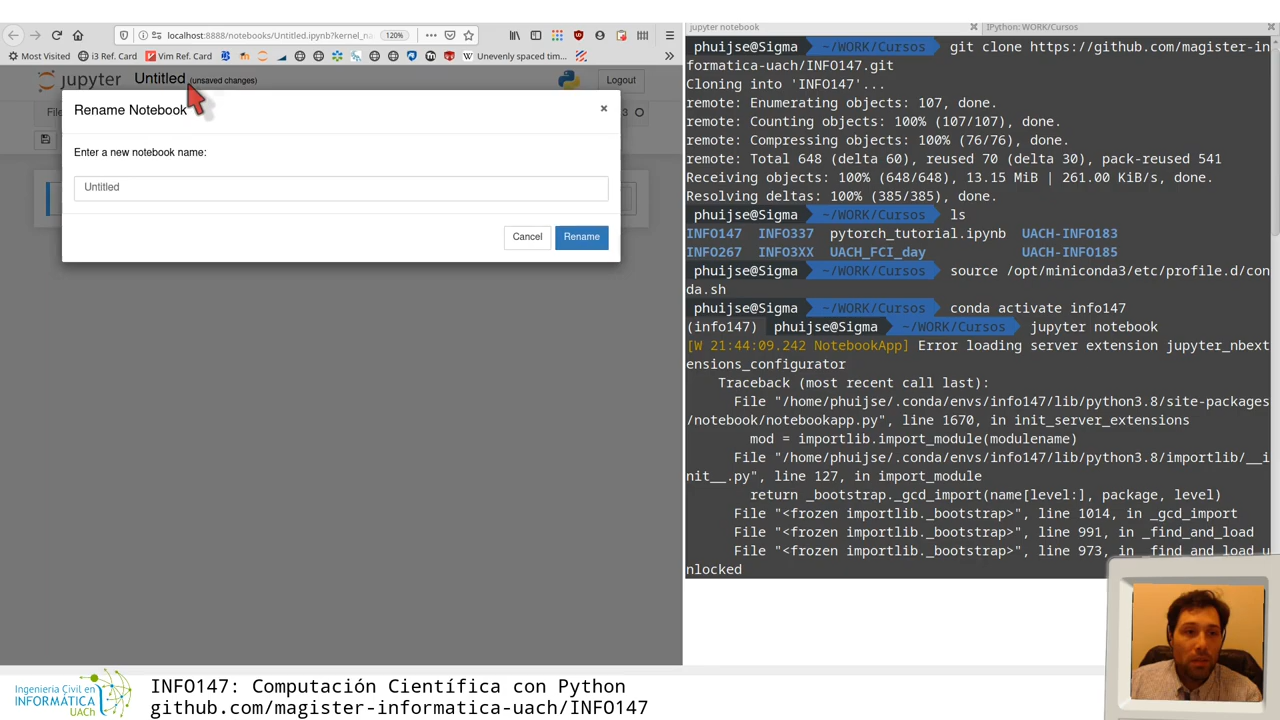 localhost:8888/notebooks/Untitled.ipynb?kernel_na
120%
Most Visited
i3 Ref. Card
Vim Ref. Card
Unevenly spaced tim…
jupyter
Untitled (unsaved changes)
Logout
File
3
Rename Notebook
×
Enter a new notebook name:
Untitled
Cancel
Rename
jupyter notebook
IPython: WORK/Cursos
phuijse@Sigma ~/WORK/Cursos git clone https://github.com/magister-in
formatica-uach/INFO147.git
Cloning into 'INFO147'...
remote: Enumerating objects: 107, done.
remote: Counting objects: 100% (107/107), done.
remote: Compressing objects: 100% (76/76), done.
remote: Total 648 (delta 60), reused 70 (delta 30), pack-reused 541
Receiving objects: 100% (648/648), 13.15 MiB | 261.00 KiB/s, done.
Resolving deltas: 100% (385/385), done.
phuijse@Sigma ~/WORK/Cursos ls
INFO147 INFO337 pytorch_tutorial.ipynb UACH-INFO183
INFO267 INFO3XX UACH_FCI_day UACH-INFO185
phuijse@Sigma ~/WORK/Cursos source /opt/miniconda3/etc/profile.d/con
da.sh
phuijse@Sigma ~/WORK/Cursos conda activate info147
(info147) phuijse@Sigma ~/WORK/Cursos jupyter notebook
[W 21:44:09.242 NotebookApp] Error loading server extension jupyter_nbext
ensions_configurator
Traceback (most recent call last):
File "/home/phuijse/.conda/envs/info147/lib/python3.8/site-packages
/notebook/notebookapp.py", line 1670, in init_server_extensions
mod = importlib.import_module(modulename)
File "/home/phuijse/.conda/envs/info147/lib/python3.8/importlib/__i
nit__.py", line 127, in import_module
return _bootstrap._gcd_import(name[level:], package, level)
File "<frozen importlib._bootstrap>", line 1014, in _gcd_import
File "<frozen importlib._bootstrap>", line 991, in _find_and_load
File "<frozen importlib._bootstrap>", line 973, in _find_and_load_u
nlocked
Ingeniería Civil en
INFORMÁTICA
UACh
INFO147: Computación Científica con Python
github.com/magister-informatica-uach/INFO147